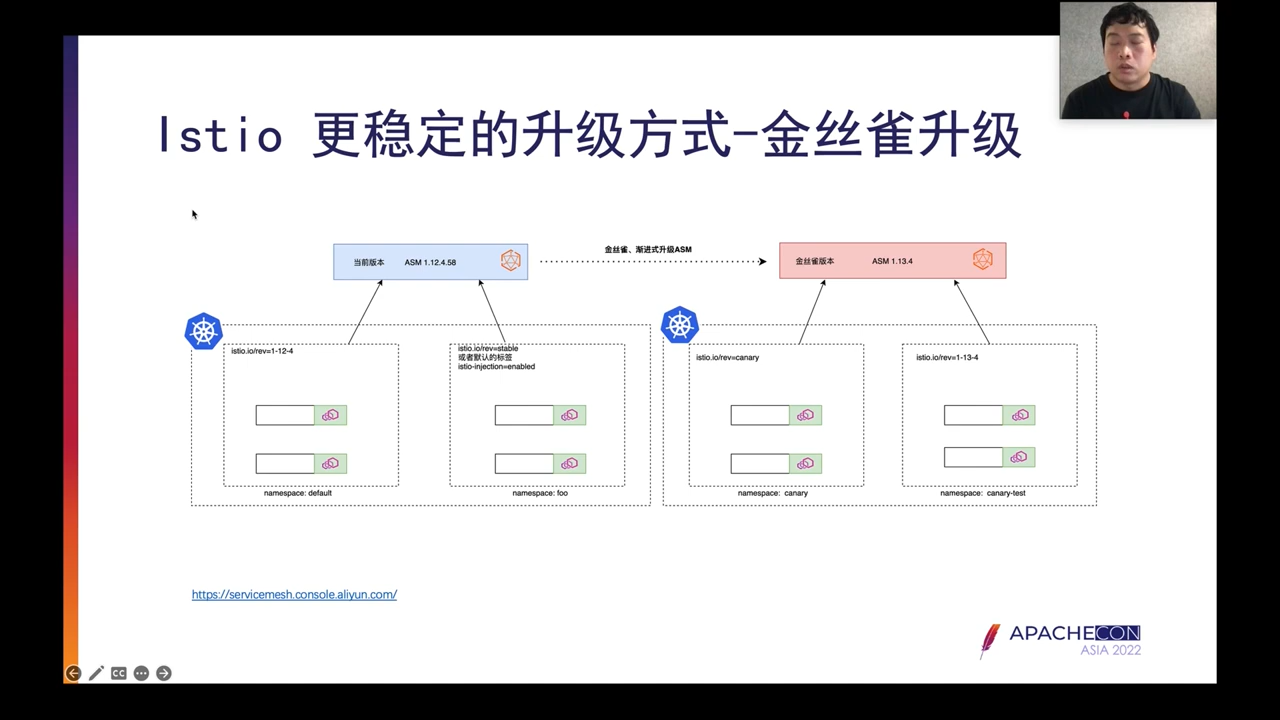 Istio 更稳定的升级方式-金丝雀升级
当前版本 ASM 1.12.4.58
金丝雀、渐进式升级ASM
金丝雀版本 ASM 1.13.4
istio.io/rev=1-12-4
istio.io/rev=stable
或者默认的标签
istio-injection=enabled
istio.io/rev=canary
istio.io/rev=1-13-4
namespace: default
namespace: foo
namespace: canary
namespace: canary-test
https://servicemesh.console.aliyun.com/
APACHECON
ASIA 2022
CC